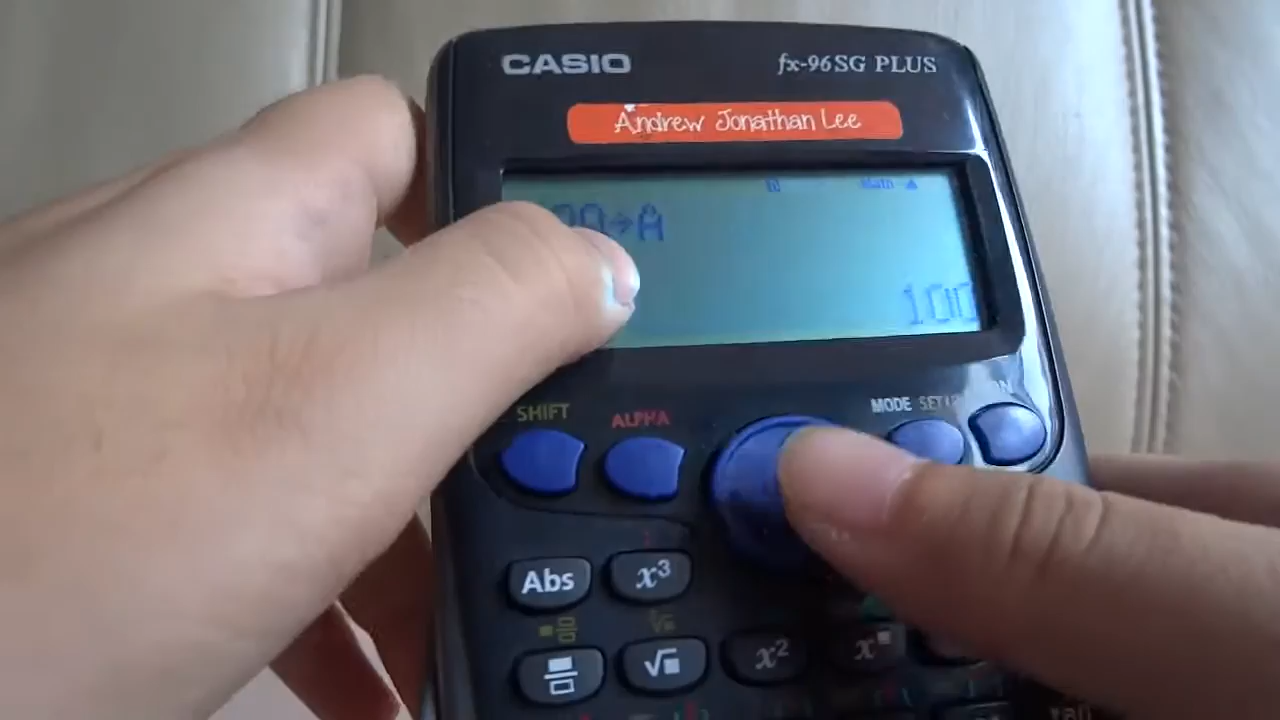 CASIO fx-96SG PLUS
Andrew Jonathan Lee
Math ▲
→A
100
SHIFT ALPHA MODE
Abs x³
√■ x² x■